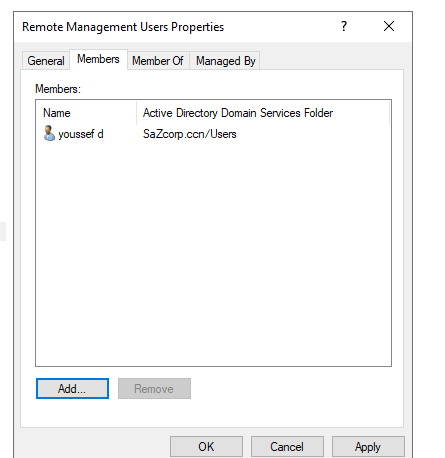 Remote Management Users Properties
?
General Members Member Of Managed By
Members:
Name Active Directory Domain Services Folder
youssef d SaZcorp.ccn/Users
Add... Remove
OK Cancel Apply